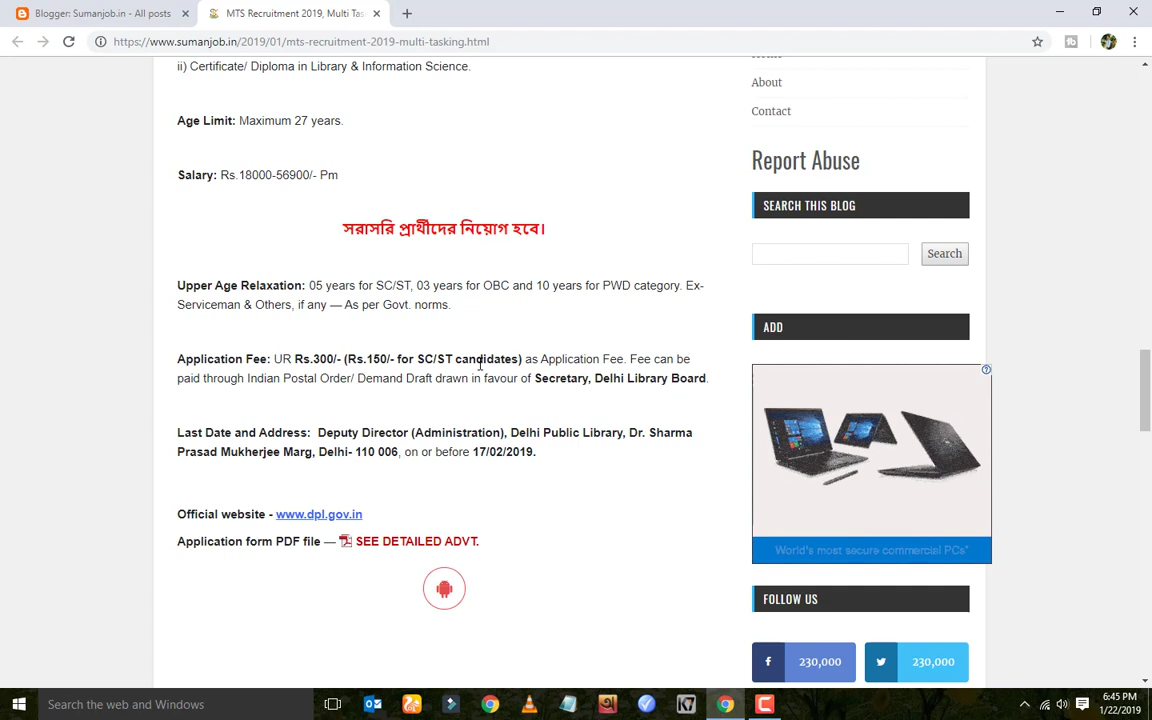 Blogger: Sumanjob.in - All posts
MTS Recruitment 2019, Multi Tas
https://www.sumanjob.in/2019/01/mts-recruitment-2019-multi-tasking.html
ii) Certificate/ Diploma in Library & Information Science.
Age Limit: Maximum 27 years.
Salary: Rs.18000-56900/- Pm
সরাসরি প্রার্থীদের নিয়োগ হবে।
Upper Age Relaxation: 05 years for SC/ST, 03 years for OBC and 10 years for PWD category. Ex-
Serviceman & Others, if any — As per Govt. norms.
Application Fee: UR Rs.300/- (Rs.150/- for SC/ST candidates) as Application Fee. Fee can be
paid through Indian Postal Order/ Demand Draft drawn in favour of Secretary, Delhi Library Board.
Last Date and Address: Deputy Director (Administration), Delhi Public Library, Dr. Sharma
Prasad Mukherjee Marg, Delhi- 110 006, on or before 17/02/2019.
Official website - www.dpl.gov.in
Application form PDF file — SEE DETAILED ADVT.
About
Contact
Report Abuse
SEARCH THIS BLOG
Search
ADD
World's most secure commercial PCs*
FOLLOW US
230,000
230,000
Search the web and Windows
6:45 PM
1/22/2019